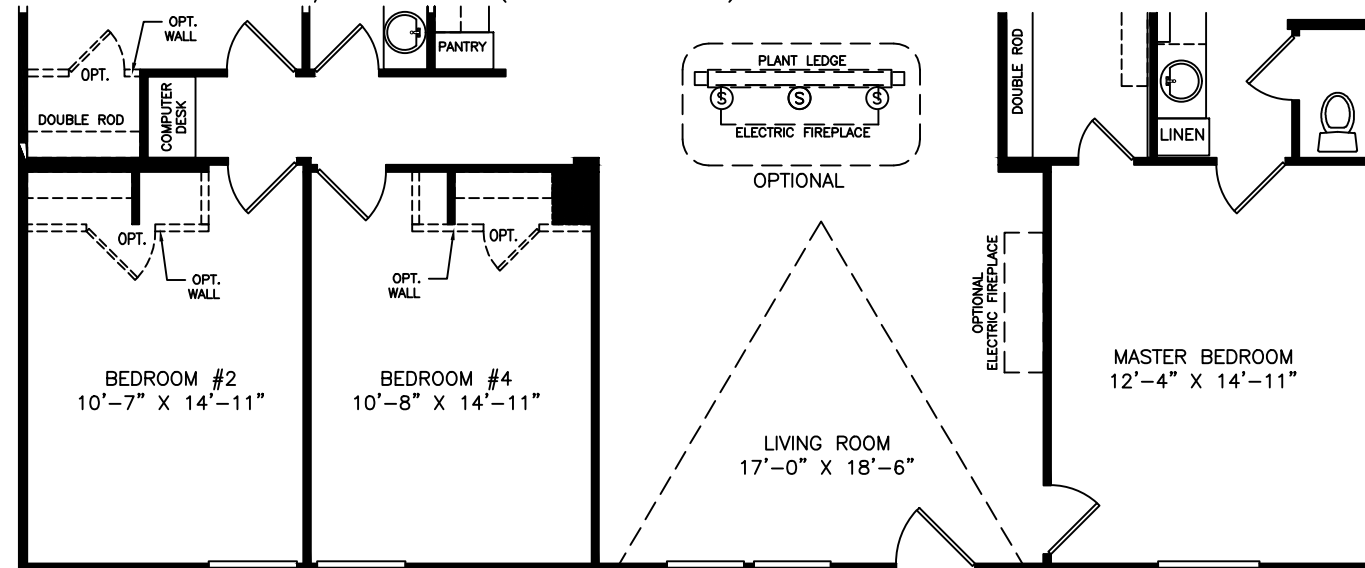 OPT.
WALL
OPT.
DOUBLE ROD
COMPUTER
DESK
PANTRY
PLANT LEDGE
S S S
ELECTRIC FIREPLACE
OPTIONAL
DOUBLE ROD
LINEN
OPT.
OPT.
WALL
OPT.
OPT.
WALL
OPTIONAL
ELECTRIC FIREPLACE
BEDROOM #2
10'-7" X 14'-11"
BEDROOM #4
10'-8" X 14'-11"
LIVING ROOM
17'-0" X 18'-6"
MASTER BEDROOM
12'-4" X 14'-11"